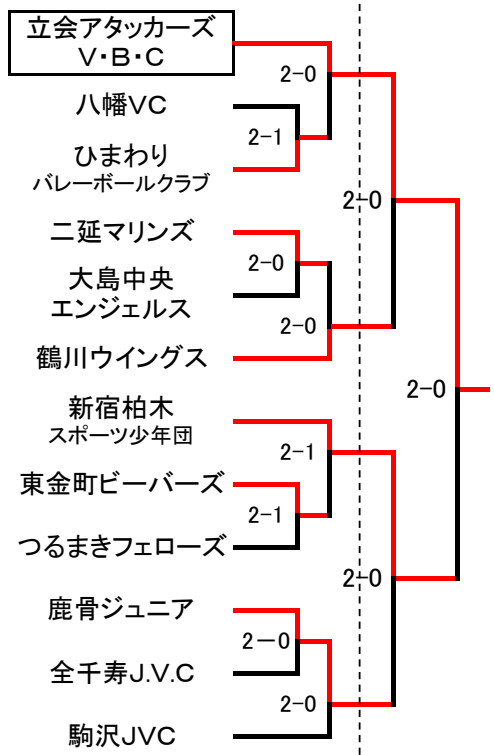 立会アタッカーズ
V・B・C
2-0
八幡VC
2-1
ひまわり
バレーボールクラブ
2-0
二延マリンズ
2-0
大島中央
エンジェルス
2-0
鶴川ウイングス
2-0
新宿柏木
スポーツ少年団
2-1
東金町ビーバーズ
2-1
つるまきフェローズ
2-0
鹿骨ジュニア
2－0
全千寿J.V.C
2-0
駒沢JVC